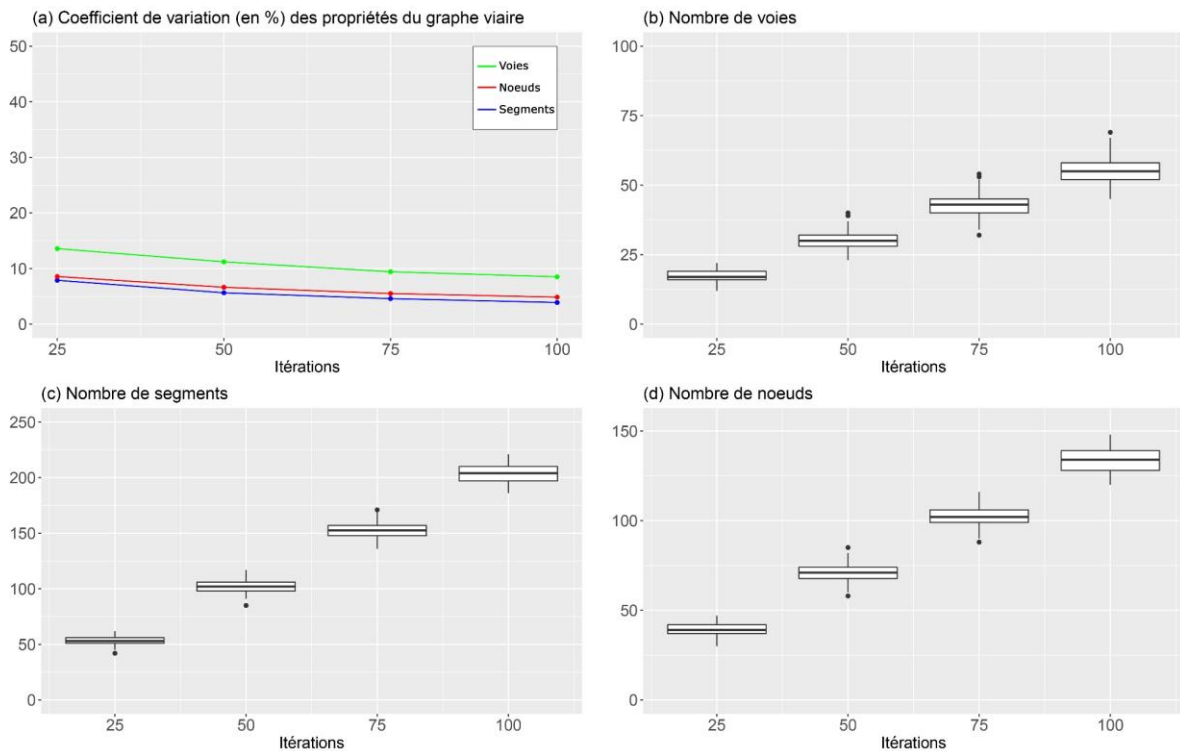 (a) Coefficient de variation (en %) des propriétés du graphe viaire
50
40
30
20
10
0
Voies
Noeuds
Segments
25 50 75 100
Itérations
(b) Nombre de voies
100
75
50
25
0
25 50 75 100
Itérations
(c) Nombre de segments
250
200
150
100
50
0
25 50 75 100
Itérations
(d) Nombre de noeuds
150
100
50
0
25 50 75 100
Itérations